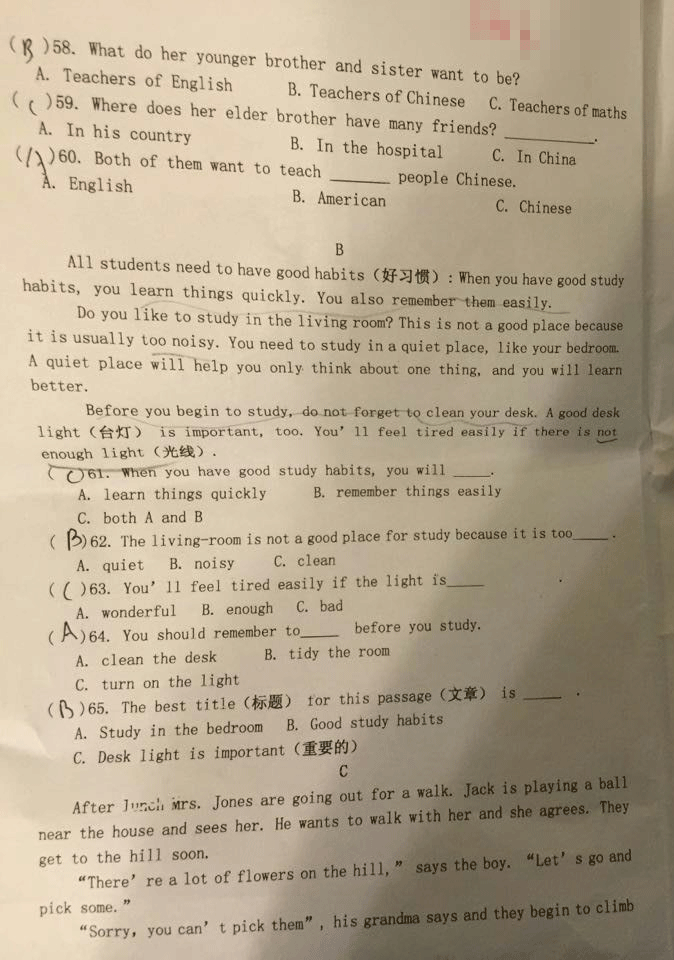 ( B )58. What do her younger brother and sister want to be?
A. Teachers of English B. Teachers of Chinese C. Teachers of maths
( C )59. Where does her elder brother have many friends? ________.
A. In his country B. In the hospital C. In China
( )60. Both of them want to teach ______ people Chinese.
A. English B. American C. Chinese
B
All students need to have good habits (好习惯) : When you have good study
habits, you learn things quickly. You also remember them easily.
Do you like to study in the living room? This is not a good place because
it is usually too noisy. You need to study in a quiet place, like your bedroom.
A quiet place will help you only think about one thing, and you will learn
better.
Before you begin to study, do not forget to clean your desk. A good desk
light (台灯) is important, too. You'll feel tired easily if there is not
enough light (光线) .
( C )61. When you have good study habits, you will ____.
A. learn things quickly B. remember things easily
C. both A and B
( B )62. The living-room is not a good place for study because it is too____ .
A. quiet B. noisy C. clean
( C )63. You'll feel tired easily if the light is____ .
A. wonderful B. enough C. bad
( A )64. You should remember to____ before you study.
A. clean the desk B. tidy the room
C. turn on the light
( B )65. The best title (标题) for this passage (文章) is ____ .
A. Study in the bedroom B. Good study habits
C. Desk light is important (重要的)
C
After lunch Mrs. Jones are going out for a walk. Jack is playing a ball
near the house and sees her. He wants to walk with her and she agrees. They
get to the hill soon.
"There're a lot of flowers on the hill," says the boy. "Let's go and
pick some."
"Sorry, you can't pick them", his grandma says and they begin to climb